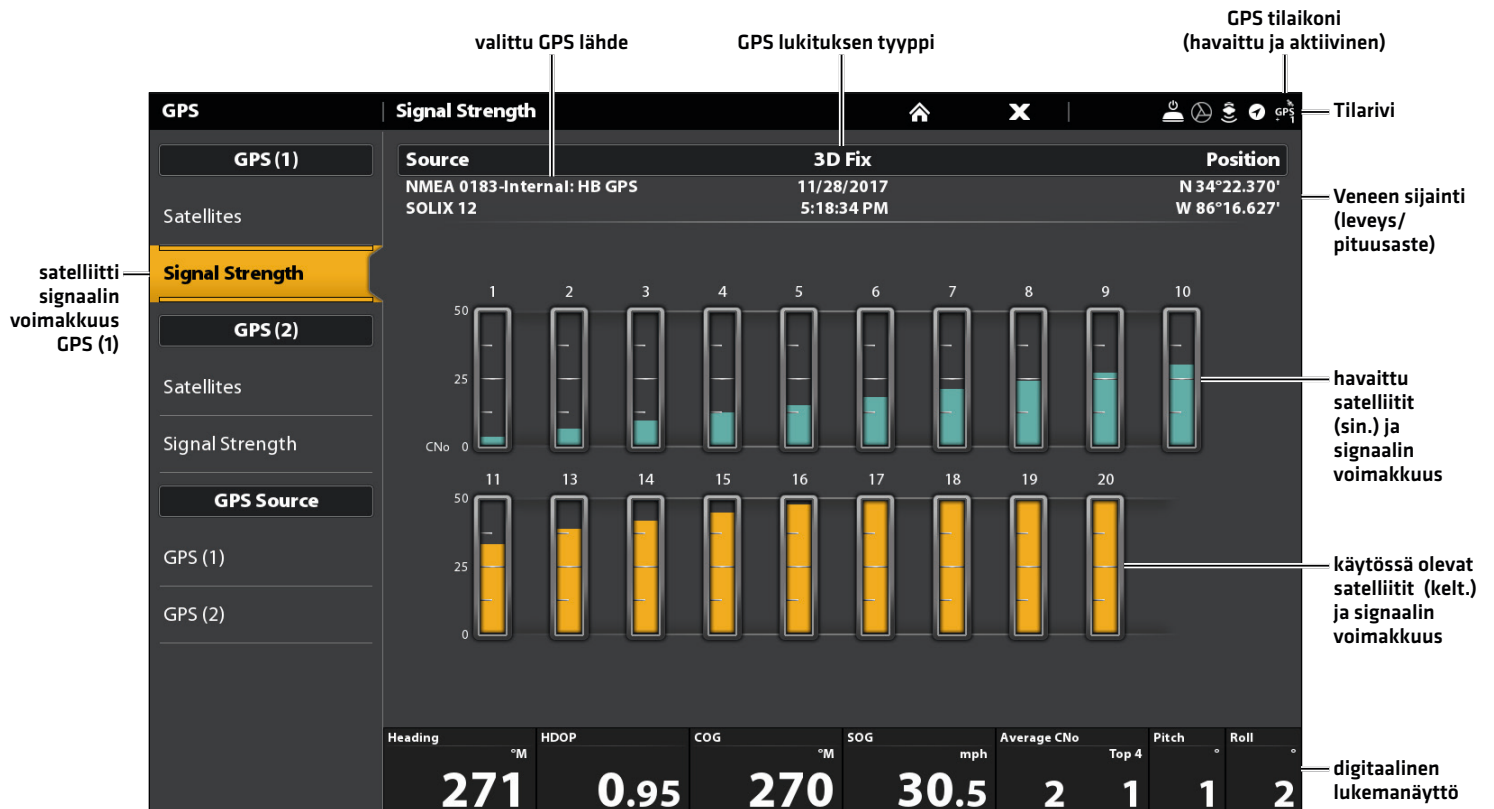 valittu GPS lähde
GPS lukituksen tyyppi
GPS tilaikoni
(havaittu ja aktiivinen)
GPS
Signal Strength
GPS
1
Tilarivi
GPS (1)
Satellites
Signal Strength
GPS (2)
Satellites
Signal Strength
GPS Source
GPS (1)
GPS (2)
satelliitti
signaalin
voimakkuus
GPS (1)
Source 3D Fix Position
NMEA 0183-Internal: HB GPS 11/28/2017 N 34°22.370'
SOLIX 12 5:18:34 PM W 86°16.627'
Veneen sijainti
(leveys/
pituusaste)
1 2 3 4 5 6 7 8 9 10
50
25
CNo 0
havaittu
satelliitit
(sin.) ja
signaalin
voimakkuus
11 13 14 15 16 17 18 19 20
50
25
0
käytössä olevat
satelliitit (kelt.)
ja signaalin
voimakkuus
Heading HDOP COG SOG Average CNo Pitch Roll
°M °M mph Top 4 ° °
271 0.95 270 30.5 2 1 1 2
digitaalinen
lukemanäyttö